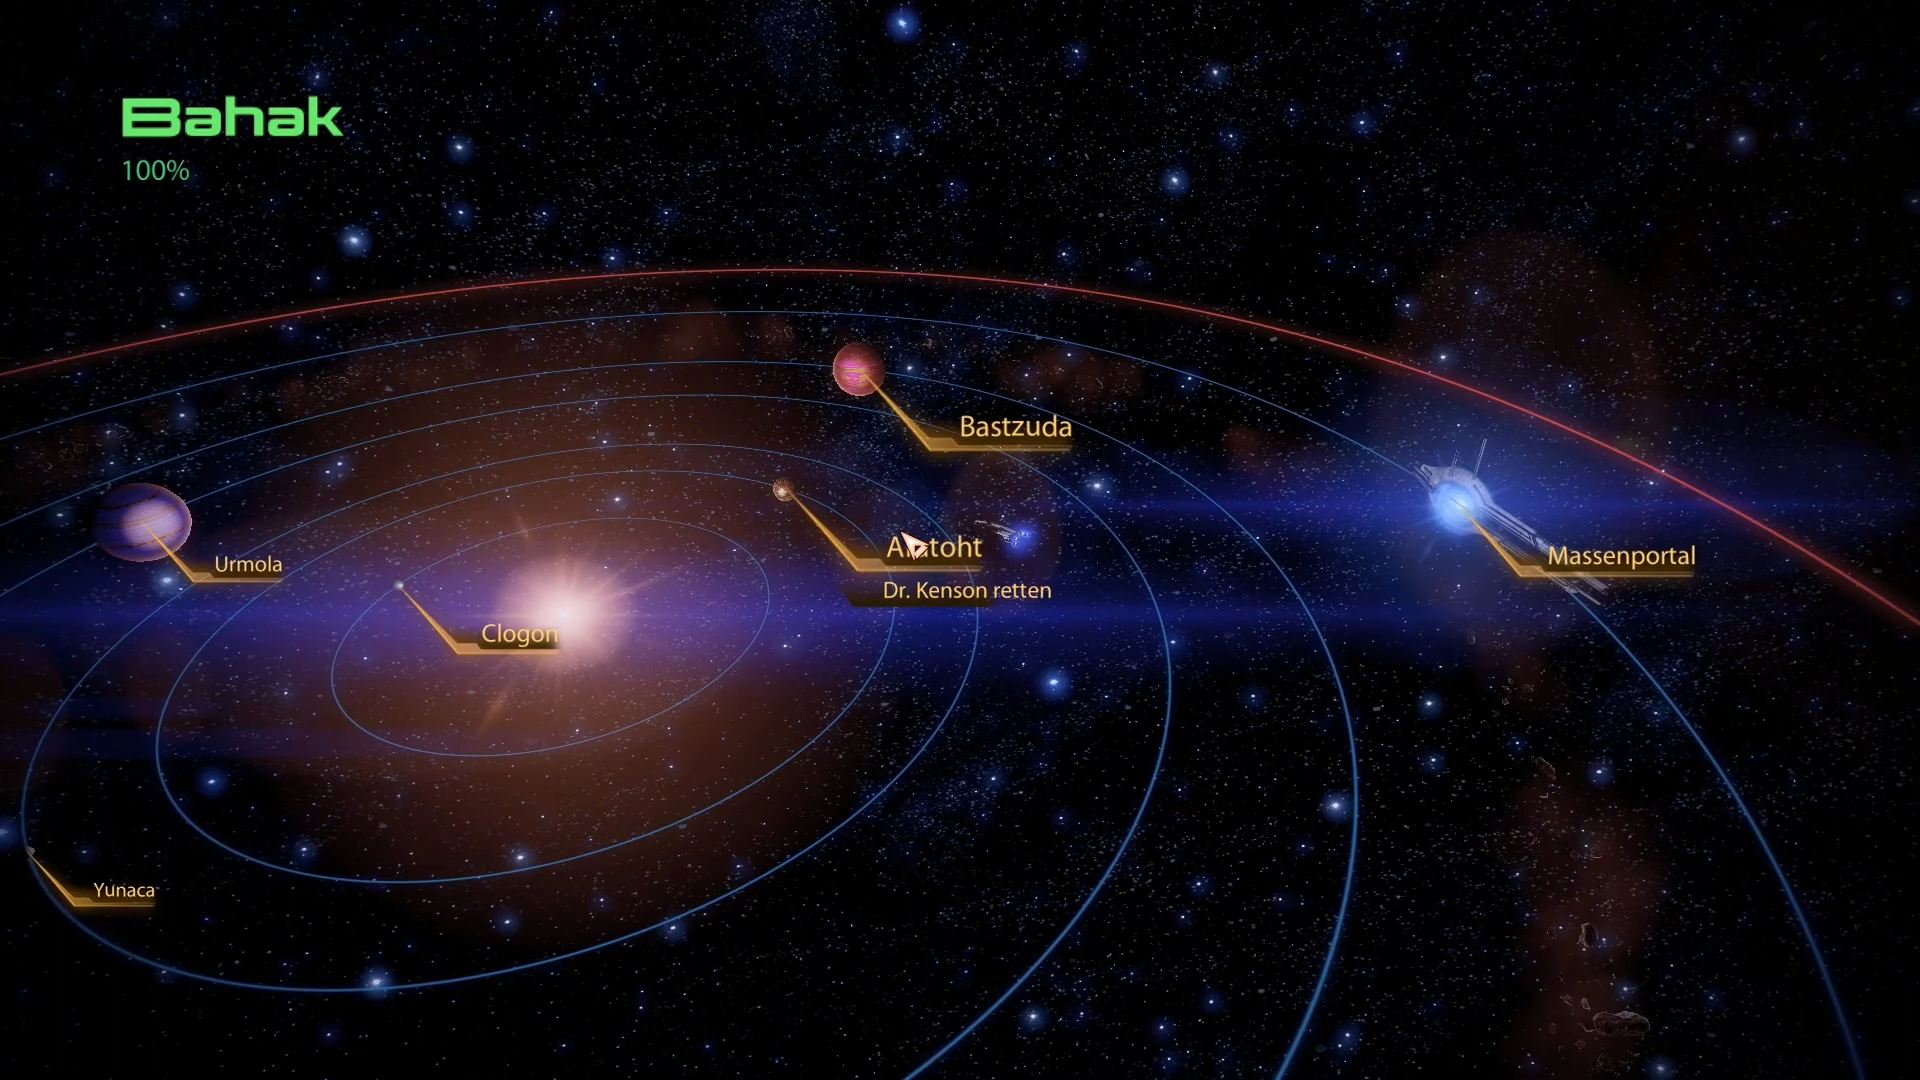 Bahak
100%
Bastzuda
Massenportal
Urmola
Dr. Kenson retten
Clogon
Yunaca